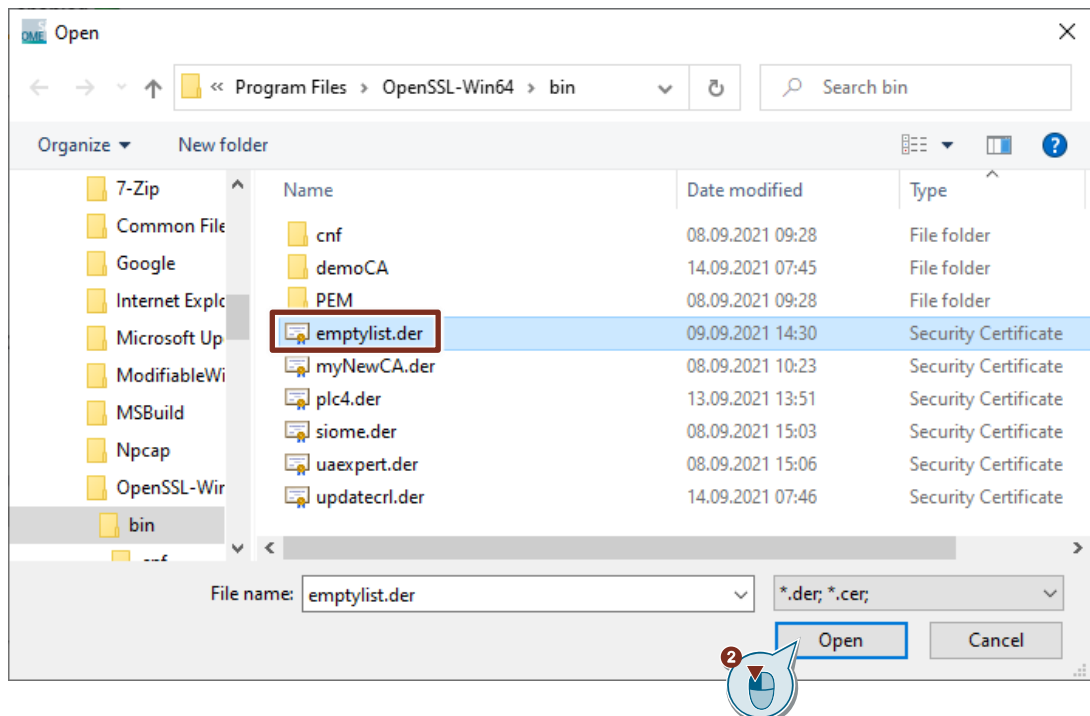 OME Open
« Program Files > OpenSSL-Win64 > bin Search bin
Organize New folder ?
Name Date modified Type
7-Zip
Common File
Google
Internet Explo
Microsoft Up
ModifiableWi
MSBuild
Npcap
OpenSSL-Wir
bin
cnf 08.09.2021 09:28 File folder
demoCA 14.09.2021 07:45 File folder
PEM 08.09.2021 09:28 File folder
emptylist.der 09.09.2021 14:30 Security Certificate
myNewCA.der 08.09.2021 10:23 Security Certificate
plc4.der 13.09.2021 13:51 Security Certificate
siome.der 08.09.2021 15:03 Security Certificate
uaexpert.der 08.09.2021 15:06 Security Certificate
updatecrl.der 14.09.2021 07:46 Security Certificate
File name: emptylist.der *.der; *.cer;
Open Cancel
2